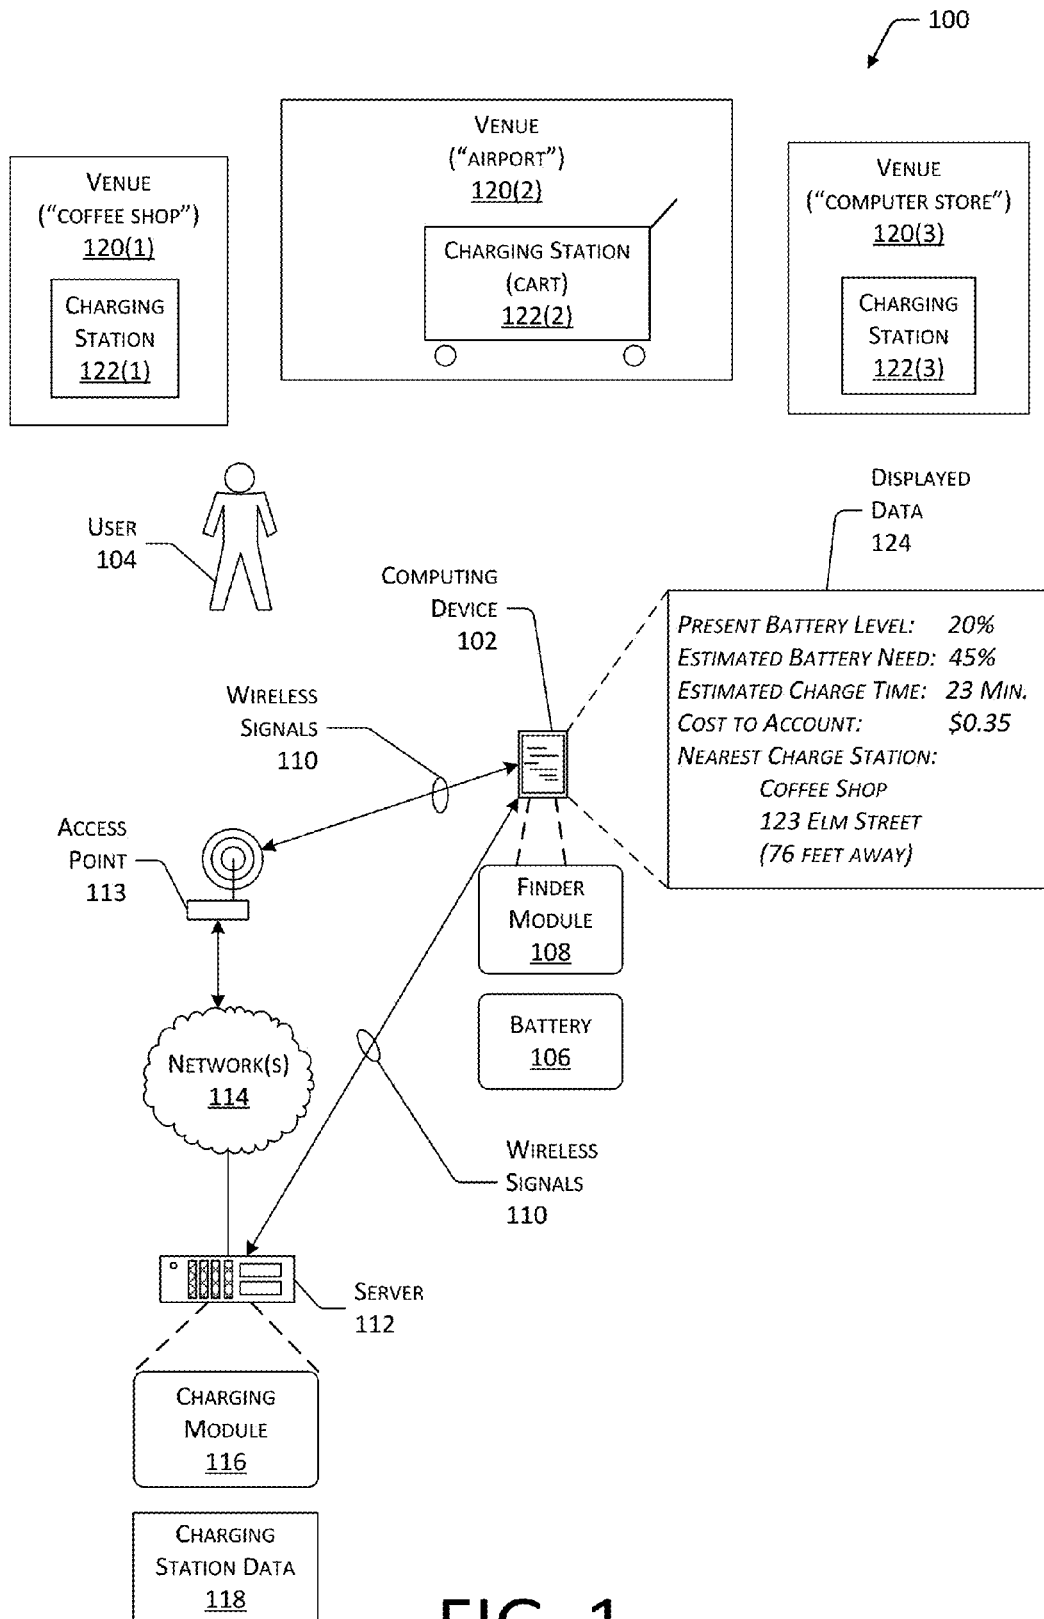 100
VENUE
("AIRPORT")
120(2)
CHARGING STATION
(CART)
122(2)
VENUE
("COFFEE SHOP")
120(1)
CHARGING
STATION
122(1)
VENUE
("COMPUTER STORE")
120(3)
CHARGING
STATION
122(3)
USER
104
DISPLAYED
DATA
124
COMPUTING
DEVICE
102
PRESENT BATTERY LEVEL: 20%
ESTIMATED BATTERY NEED: 45%
ESTIMATED CHARGE TIME: 23 MIN.
COST TO ACCOUNT: $0.35
NEAREST CHARGE STATION:
COFFEE SHOP
123 ELM STREET
(76 FEET AWAY)
WIRELESS
SIGNALS
110
ACCESS
POINT
113
FINDER
MODULE
108
BATTERY
106
NETWORK(S)
114
WIRELESS
SIGNALS
110
SERVER
112
CHARGING
MODULE
116
CHARGING
STATION DATA
118
FIG. 1